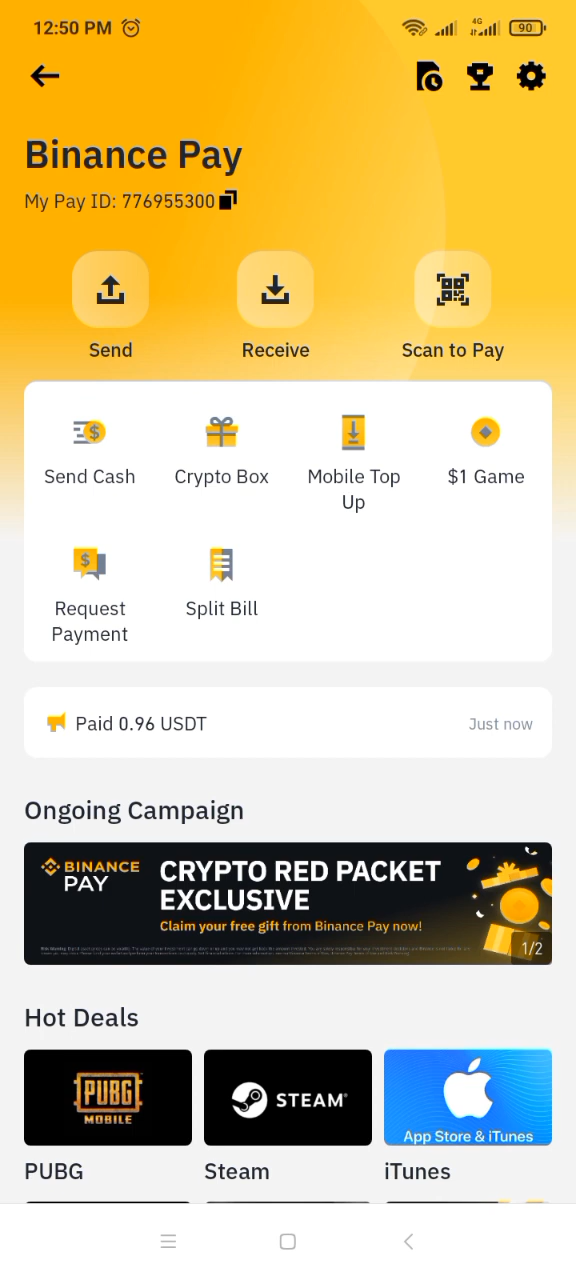 12:50 PM
4G
90
Binance Pay
My Pay ID: 776955300
Send
Receive
Scan to Pay
$
Send Cash
Crypto Box
Mobile Top
Up
$1 Game
$
Request
Payment
Split Bill
Paid 0.96 USDT
Just now
Ongoing Campaign
BINANCE
PAY
CRYPTO RED PACKET
EXCLUSIVE
Claim your free gift from Binance Pay now!
1/2
Hot Deals
PUBG
MOBILE
STEAM
App Store & iTunes
PUBG
Steam
iTunes